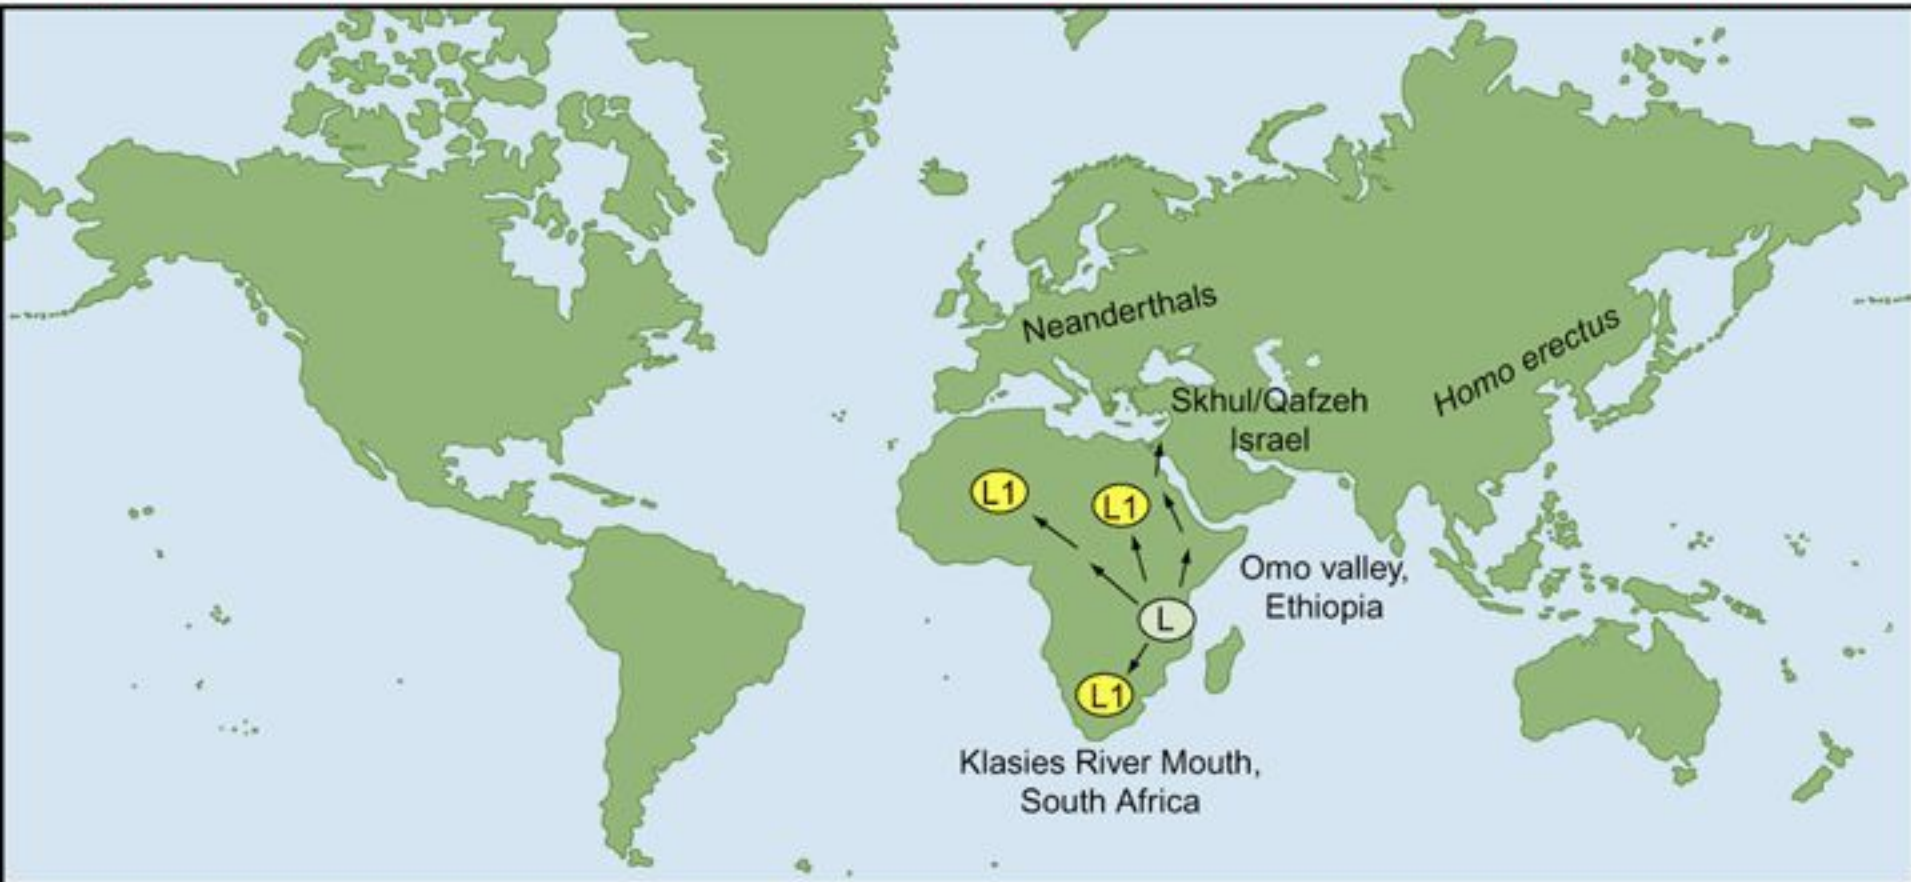 Neanderthals
Homo erectus
Skhul/Qafzeh
Israel
L1
L1
Omo valley,
Ethiopia
L
L1
Klasies River Mouth,
South Africa